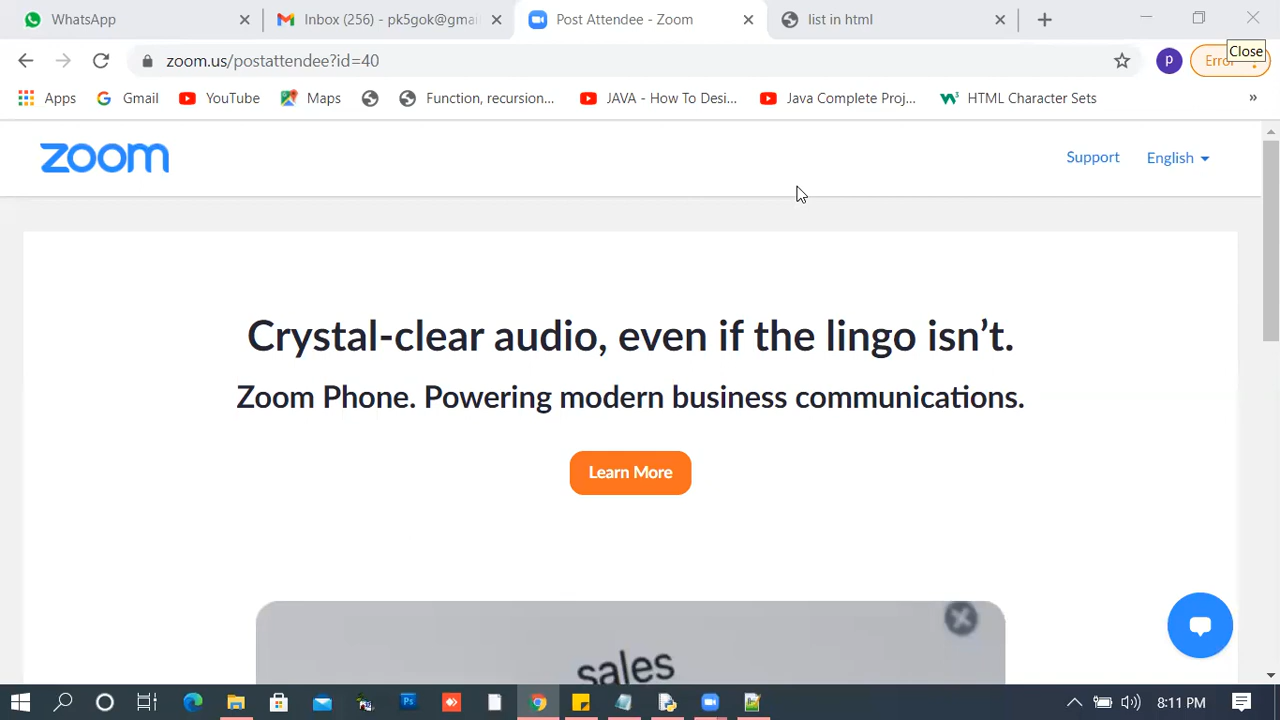 WhatsApp
Inbox (256) - pk5gok@gmai
Post Attendee - Zoom
list in html
zoom.us/postattendee?id=40
p
Error
Close
Apps
Gmail
YouTube
Maps
Function, recursion...
JAVA - How To Desi...
Java Complete Proj...
HTML Character Sets
»
zoom
Support
English
Crystal-clear audio, even if the lingo isn’t.
Zoom Phone. Powering modern business communications.
Learn More
sales
Ps
8:11 PM